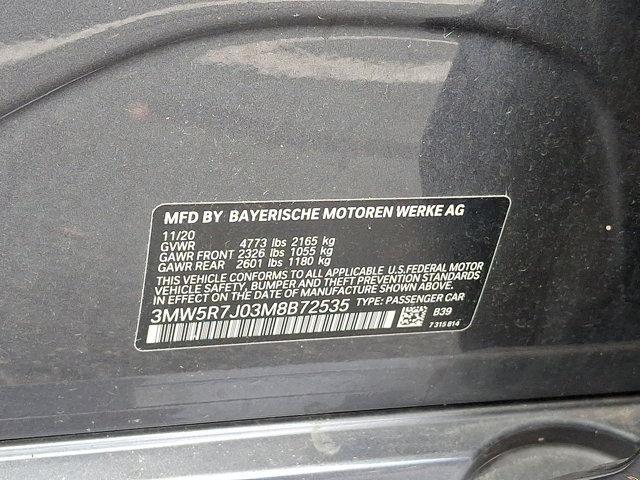 MFD BY BAYERISCHE MOTOREN WERKE AG
11/20
GVWR 4773 lbs 2165 kg
GAWR FRONT 2326 lbs 1055 kg
GAWR REAR 2601 lbs 1180 kg
THIS VEHICLE CONFORMS TO ALL APPLICABLE U.S.FEDERAL MOTOR
VEHICLE SAFETY, BUMPER AND THEFT PREVENTION STANDARDS
IN EFFECT ON THE DATE OF MANUFACTURE SHOWN ABOVE.
3MW5R7J03M8B72535 TYPE: PASSENGER CAR
B39
7 315 814